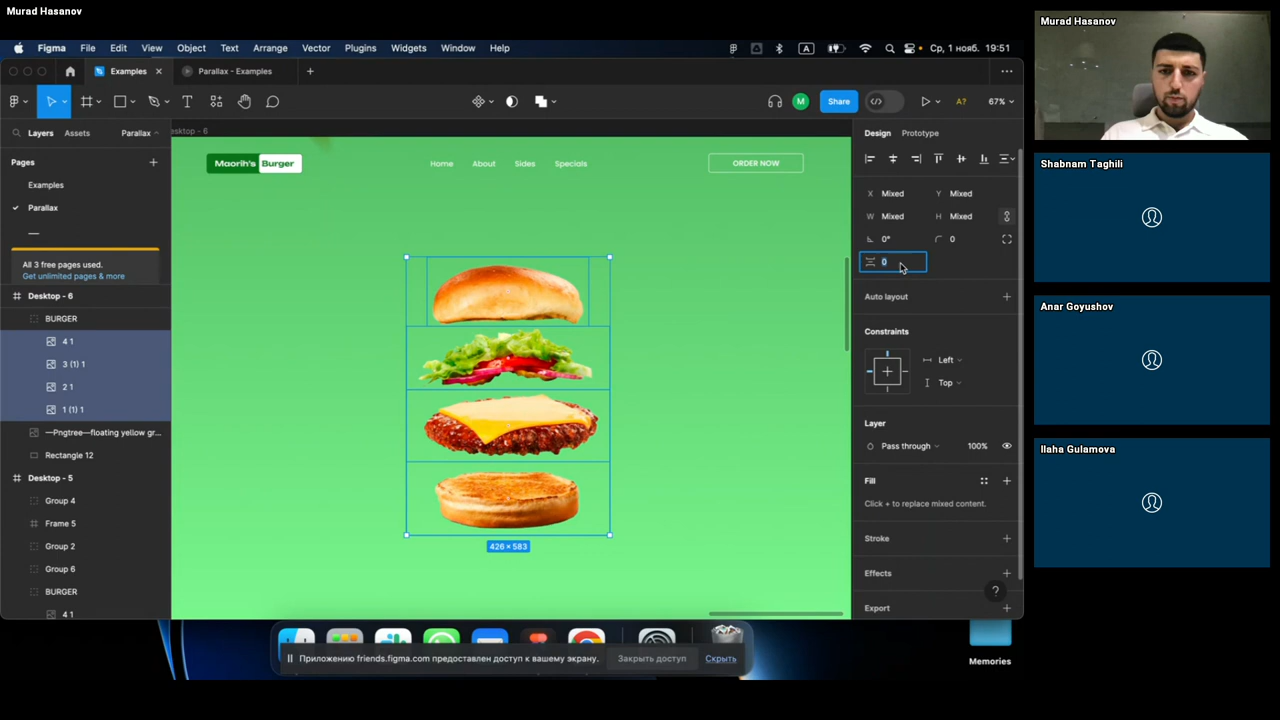 Murad Hasanov
Figma File Edit View Object Text Arrange Vector Plugins Widgets Window Help
A
Ср, 1 нояб. 19:51
Examples
Parallax - Examples
M
Share
A?
67%
Layers Assets Parallax
Pages
Examples
Parallax
All 3 free pages used.
Get unlimited pages & more
Desktop - 6
BURGER
4 1
3 (1) 1
2 1
1 (1) 1
—Pngtree—floating yellow gr...
Rectangle 12
Desktop - 5
Group 4
Frame 5
Group 2
Group 6
BURGER
4 1
esktop - 6
Maorih's Burger
Home About Sides Specials
ORDER NOW
426 × 583
Design Prototype
X Mixed Y Mixed
W Mixed H Mixed
0° 0
0
Auto layout
Constraints
Left
Top
Layer
Pass through 100%
Fill
Click + to replace mixed content.
Stroke
Effects
Export
?
Приложению friends.figma.com предоставлен доступ к вашему экрану.
Закрыть доступ
Скрыть
Memories
Murad Hasanov
Shabnam Taghili
Anar Goyushov
Ilaha Gulamova